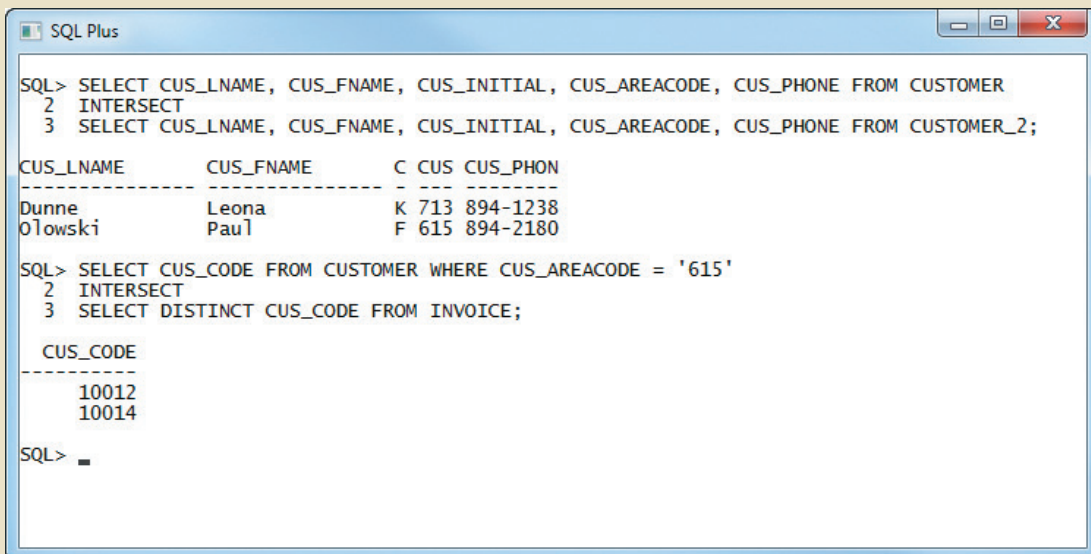 SQL Plus
SQL> SELECT CUS_LNAME, CUS_FNAME, CUS_INITIAL, CUS_AREACODE, CUS_PHONE FROM CUSTOMER
  2  INTERSECT
  3  SELECT CUS_LNAME, CUS_FNAME, CUS_INITIAL, CUS_AREACODE, CUS_PHONE FROM CUSTOMER_2;
CUS_LNAME       CUS_FNAME       C CUS CUS_PHON
--------------- --------------- - --- --------
Dunne           Leona           K 713 894-1238
Olowski         Paul            F 615 894-2180
SQL> SELECT CUS_CODE FROM CUSTOMER WHERE CUS_AREACODE = '615'
  2  INTERSECT
  3  SELECT DISTINCT CUS_CODE FROM INVOICE;
  CUS_CODE
----------
     10012
     10014
SQL> _